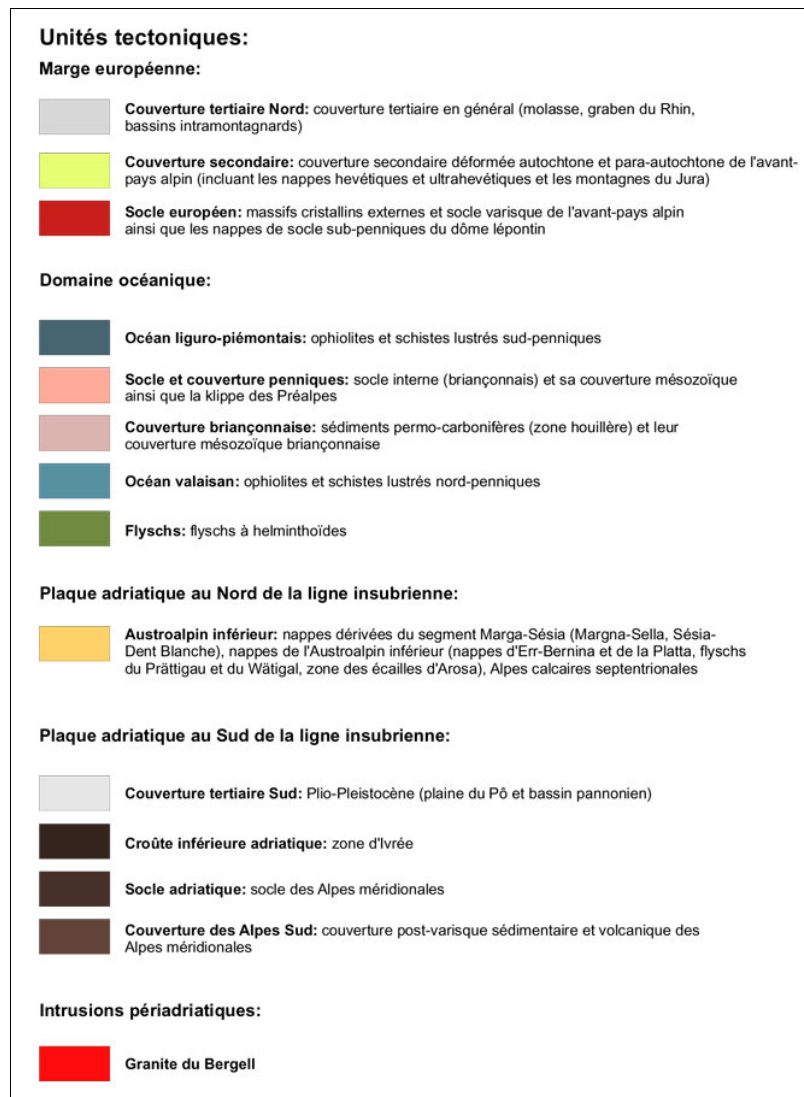 Unités tectoniques:
Marge européenne:
Couverture tertiaire Nord: couverture tertiaire en général (molasse, graben du Rhin,
bassins intramontagnards)
Couverture secondaire: couverture secondaire déformée autochtone et para-autochtone de l'avant-
pays alpin (incluant les nappes hevétiques et ultrahevétiques et les montagnes du Jura)
Socle européen: massifs cristallins externes et socle varisque de l'avant-pays alpin
ainsi que les nappes de socle sub-penniques du dôme lépontin
Domaine océanique:
Océan liguro-piémontais: ophiolites et schistes lustrés sud-penniques
Socle et couverture penniques: socle interne (briançonnais) et sa couverture mésozoïque
ainsi que la klippe des Préalpes
Couverture briançonnaise: sédiments permo-carbonifères (zone houillère) et leur
couverture mésozoïque briançonnaise
Océan valaisan: ophiolites et schistes lustrés nord-penniques
Flyschs: flyschs à helminthoïdes
Plaque adriatique au Nord de la ligne insubrienne:
Austroalpin inférieur: nappes dérivées du segment Marga-Sésia (Margna-Sella, Sésia-
Dent Blanche), nappes de l'Austroalpin inférieur (nappes d'Err-Bernina et de la Platta, flyschs
du Prättigau et du Wätigal, zone des écailles d'Arosa), Alpes calcaires septentrionales
Plaque adriatique au Sud de la ligne insubrienne:
Couverture tertiaire Sud: Plio-Pleistocène (plaine du Pô et bassin pannonien)
Croûte inférieure adriatique: zone d'Ivrée
Socle adriatique: socle des Alpes méridionales
Couverture des Alpes Sud: couverture post-varisque sédimentaire et volcanique des
Alpes méridionales
Intrusions périadriatiques:
Granite du Bergell